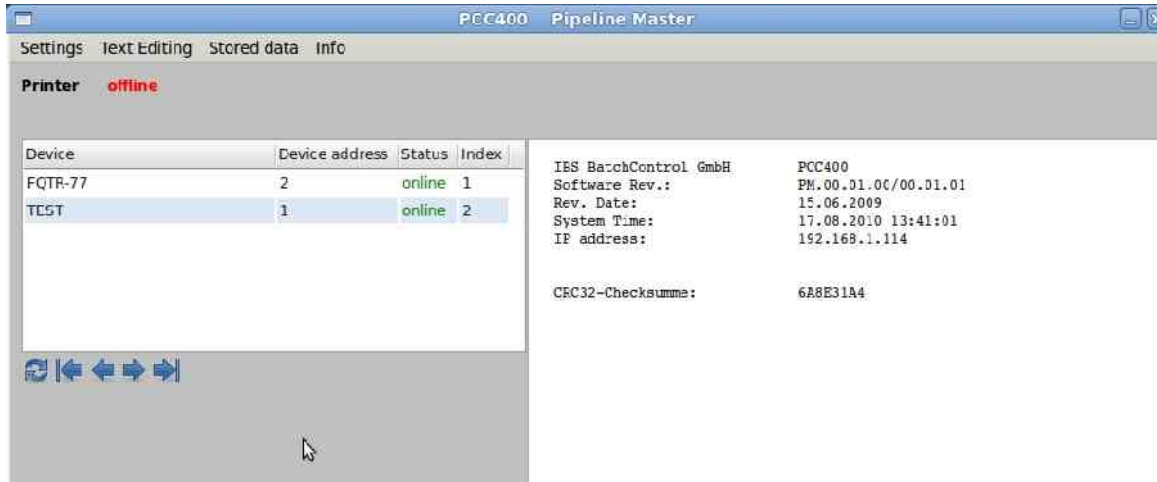 PCC400 Pipeline Master
Settings Text Editing Stored data Info
Printer offline
Device Device address Status Index
FQTR-77 2 online 1
TEST 1 online 2
IBS BatchControl GmbH PCC400
Software Rev.: PM.00.01.00/00.01.01
Rev. Date: 15.06.2009
System Time: 17.08.2010 13:41:01
IP address: 192.168.1.114
CRC32-Checksumme: 6A8E31A4